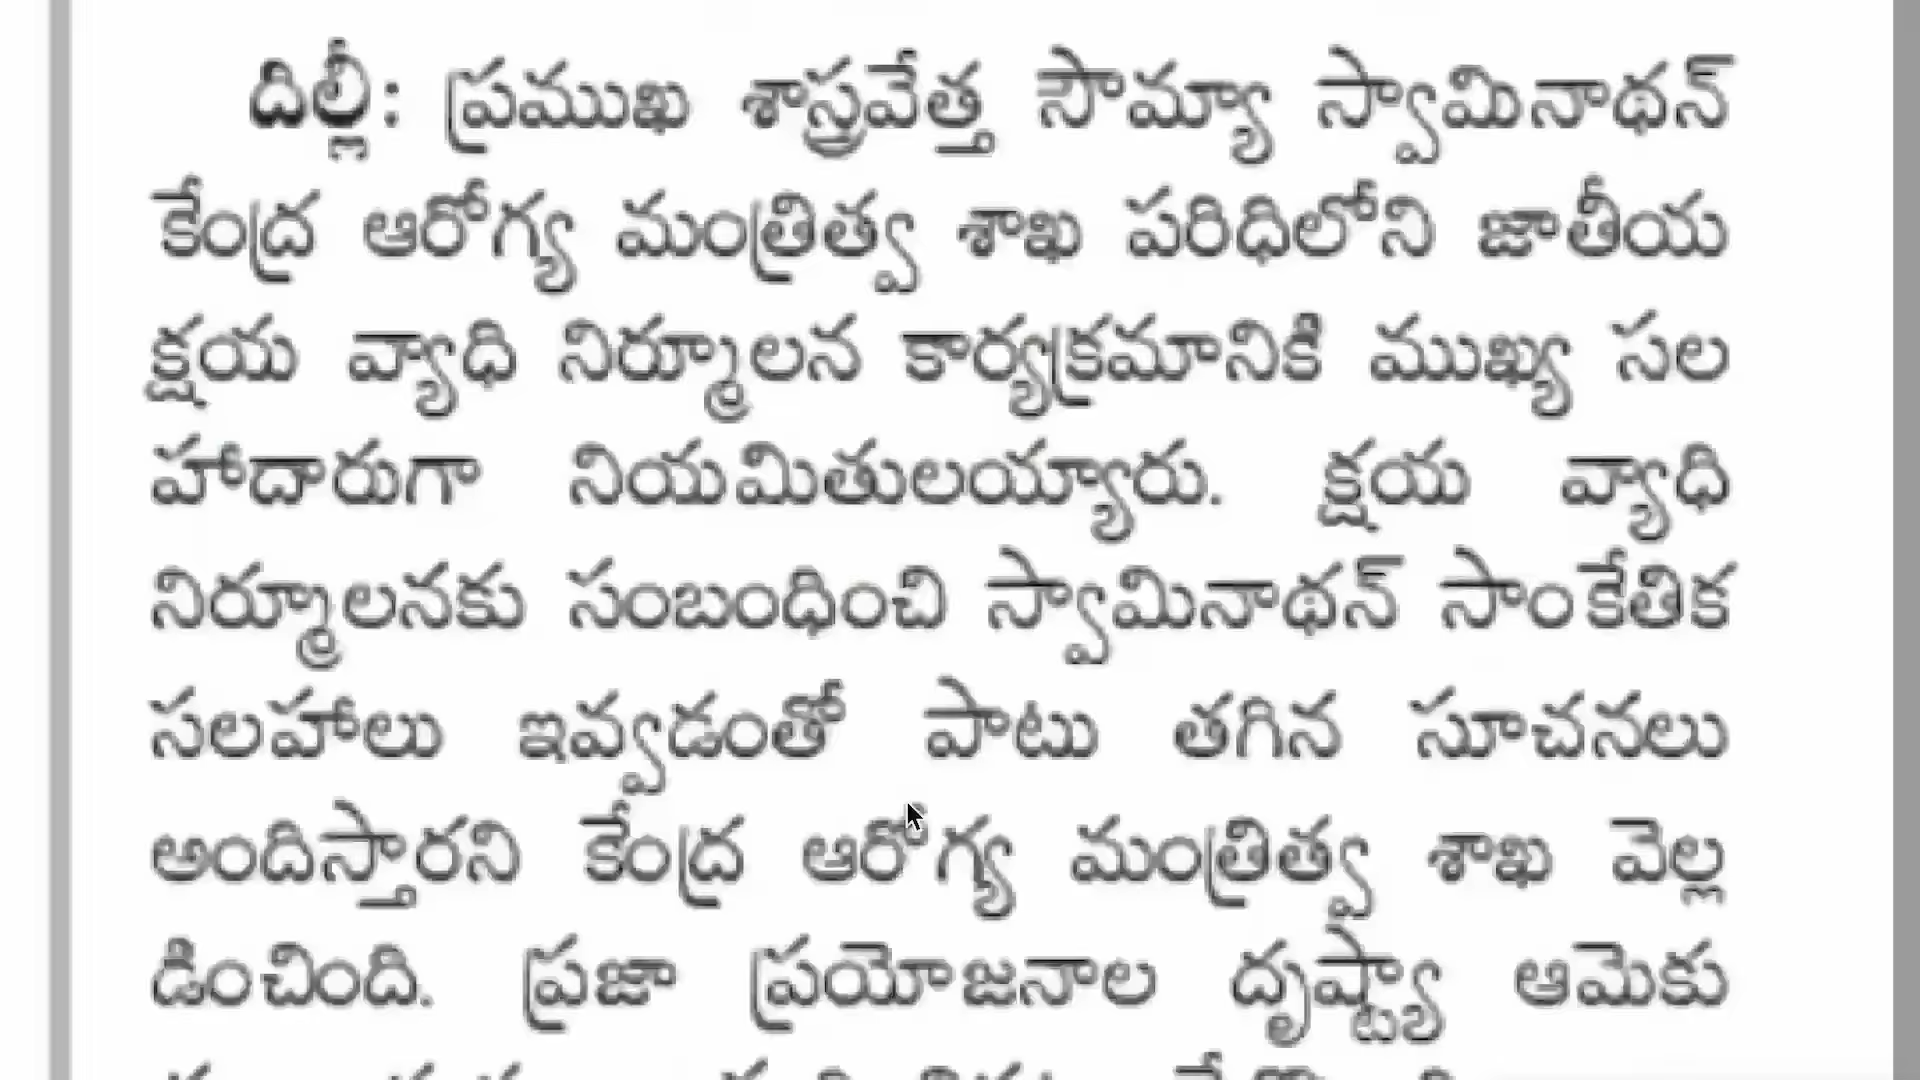 దిల్లీ: ప్రముఖ శాస్త్రవేత్త సౌమ్యా స్వామినాథన్
కేంద్ర ఆరోగ్య మంత్రిత్వ శాఖ పరిధిలోని జాతీయ
క్షయ వ్యాధి నిర్మూలన కార్యక్రమానికి ముఖ్య సల
హాదారుగా నియమితులయ్యారు. క్షయ వ్యాధి
నిర్మూలనకు సంబంధించి స్వామినాథన్ సాంకేతిక
సలహాలు ఇవ్వడంతో పాటు తగిన సూచనలు
అందిస్తారని కేంద్ర ఆరోగ్య మంత్రిత్వ శాఖ వెల్ల
డించింది. ప్రజా ప్రయోజనాల దృష్ట్యా ఆమెకు